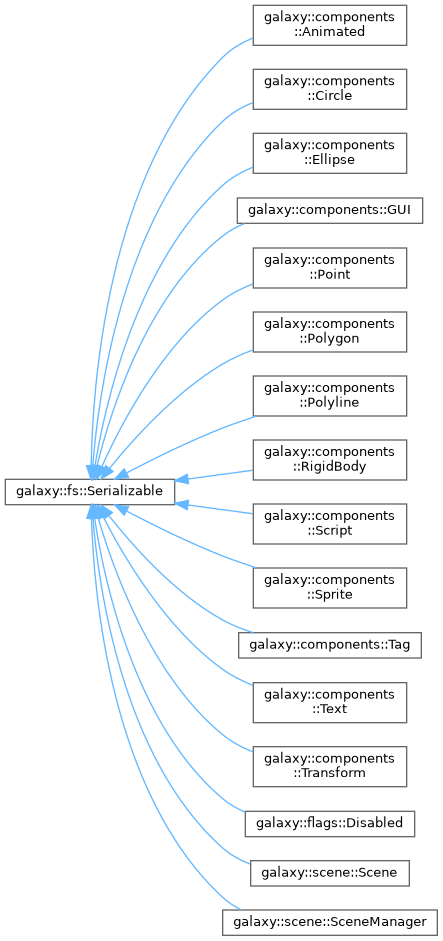 galaxy::components
::Animated
galaxy::components
::Circle
galaxy::components
::Ellipse
galaxy::components::GUI
galaxy::components
::Point
galaxy::components
::Polygon
galaxy::components
::Polyline
galaxy::components
::RigidBody
galaxy::fs::Serializable
galaxy::components
::Script
galaxy::components
::Sprite
galaxy::components::Tag
galaxy::components
::Text
galaxy::components
::Transform
galaxy::flags::Disabled
galaxy::scene::Scene
galaxy::scene::SceneManager